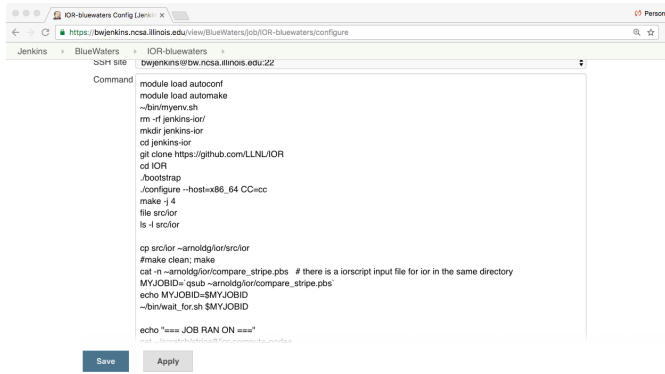 IOR-bluewaters Config [Jenki
Person
https://bwjenkins.ncsa.illinois.edu/view/BlueWaters/job/IOR-bluewaters/configure
Jenkins BlueWaters IOR-bluewaters
SSH site bwjenkins@bw.ncsa.illinois.edu:22
Command
module load autoconf
module load automake
~/bin/myenv.sh
rm -rf jenkins-ior/
mkdir jenkins-ior
cd jenkins-ior
git clone https://github.com/LLNL/IOR
cd IOR
./bootstrap
./configure --host=x86_64 CC=cc
make -j 4
file src/ior
ls -l src/ior
cp src/ior ~arnoldg/ior/src/ior
#make clean; make
cat -n ~arnoldg/ior/compare_stripe.pbs # there is a iorscript input file for ior in the same directory
MYJOBID=`qsub ~arnoldg/ior/compare_stripe.pbs`
echo MYJOBID=$MYJOBID
~/bin/wait_for.sh $MYJOBID
echo "=== JOB RAN ON ==="
Save Apply